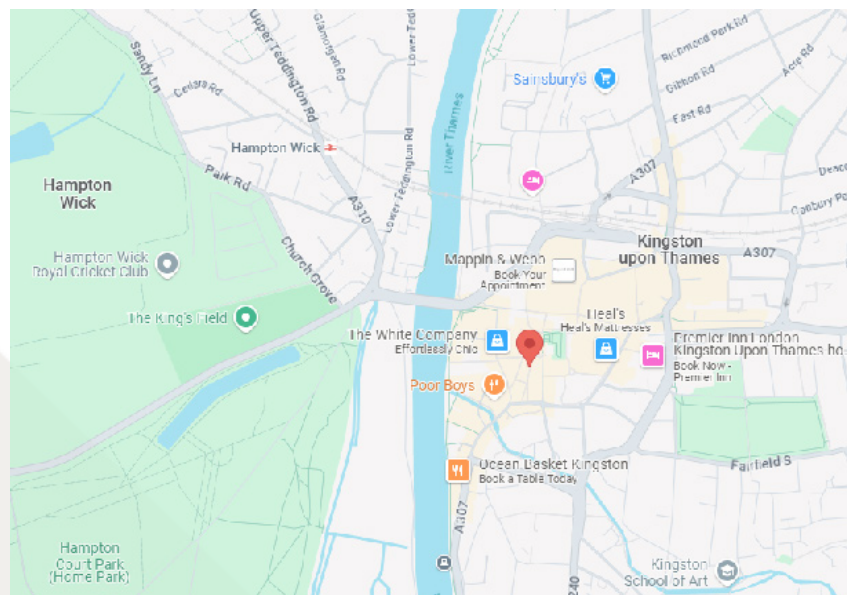 Sandy Ln
Upper Teddington Rd
Glamorgan Rd
Lower Teddington Rd
Cedars Rd
Hampton Wick
Park Rd
A310
Lower Teddington Rd
Church Grove
Hampton
Wick
Hampton Wick
Royal Cricket Club
The King's Field
Hampton
Court Park
(Home Park)
River Thames
Sainsbury's
Richmond Park Rd
Gibbon Rd
Acre Rd
East Rd
A307
Canbury
Kingston
upon Thames
A307
Mappin & Webb
Book Your
Appointment
Heal's
Heal's Mattresses
The White Company
Effortlessly Chic
Premier Inn London
Kingston Upon Thames ho
Book Now -
Premier Inn
Poor Boys
Ocean Basket Kingston
Book a Table Today
Fairfield S
A307
240
Kingston
School of Art